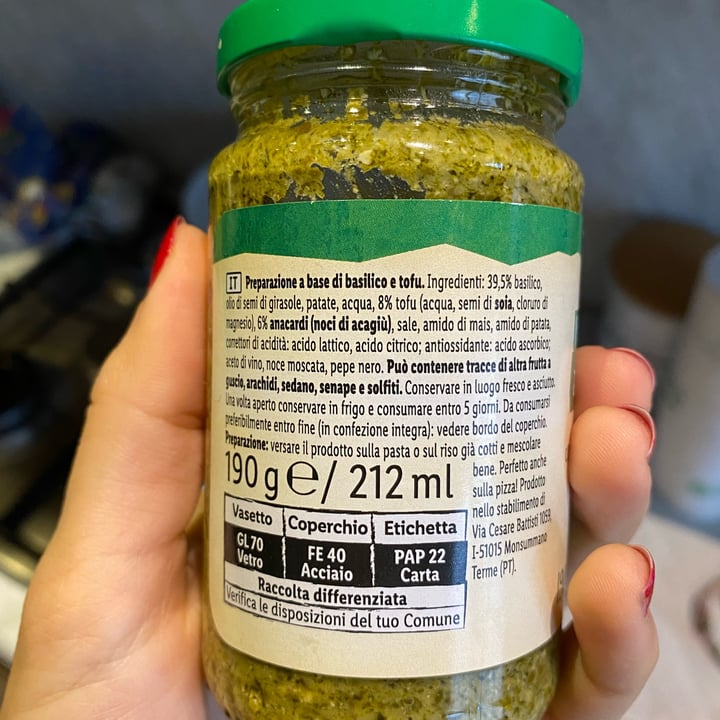 IT Preparazione a base di basilico e tofu. Ingredienti: 39,5% basilico,
olio di semi di girasole, patate, acqua, 8% tofu (acqua, semi di soia, cloruro di
magnesio), 6% anacardi (noci di acagiù), sale, amido di mais, amido di patata,
correttori di acidità: acido lattico, acido citrico; antiossidante: acido ascorbico;
aceto di vino, noce moscata, pepe nero. Può contenere tracce di altra frutta a
guscio, arachidi, sedano, senape e solfiti. Conservare in luogo fresco e asciutto.
Una volta aperto conservare in frigo e consumare entro 5 giorni. Da consumarsi
preferibilmente entro fine (in confezione integra): vedere bordo del coperchio.
Preparazione: versare il prodotto sulla pasta o sul riso già cotti e mescolare
bene. Perfetto anche
sulla pizza! Prodotto
nello stabilimento di
Via Cesare Battisti 1059,
I-51015 Monsummano
Terme (PT).
190 g e / 212 ml
Vasetto Coperchio Etichetta
GL 70 FE 40 PAP 22
Vetro Acciaio Carta
Raccolta differenziata
Verifica le disposizioni del tuo Comune